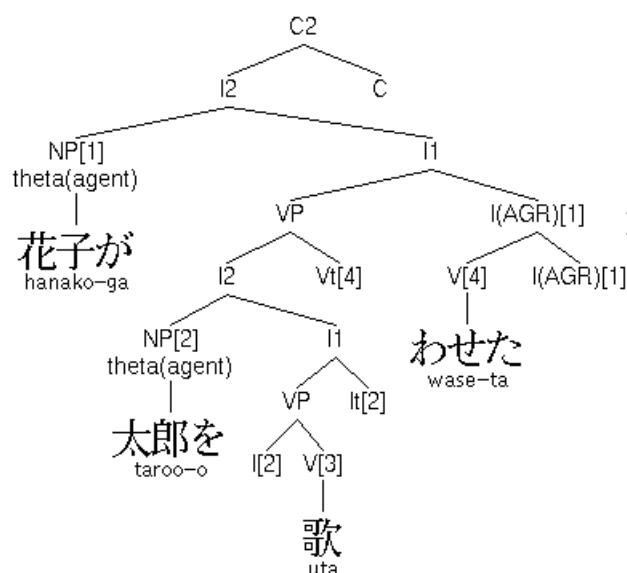 C2
I2 C
NP[1] I1
theta(agent)
VP I(AGR)[1]
花子が
hanako-ga
I2 Vt[4] V[4] I(AGR)[1]
NP[2] I1
theta(agent)
わせた
wase-ta
VP It[2]
太郎を
taroo-o
I[2] V[3]
歌
uta